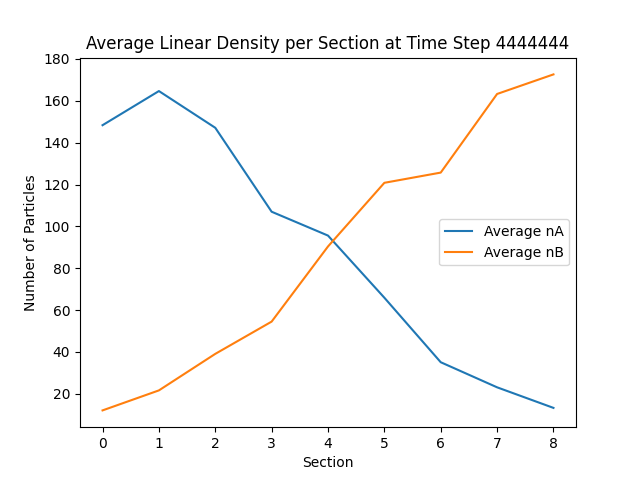 Average Linear Density per Section at Time Step 4444444
Number of Particles
180
160
140
120
100
80
60
40
20
Average nA
Average nB
0 1 2 3 4 5 6 7 8
Section